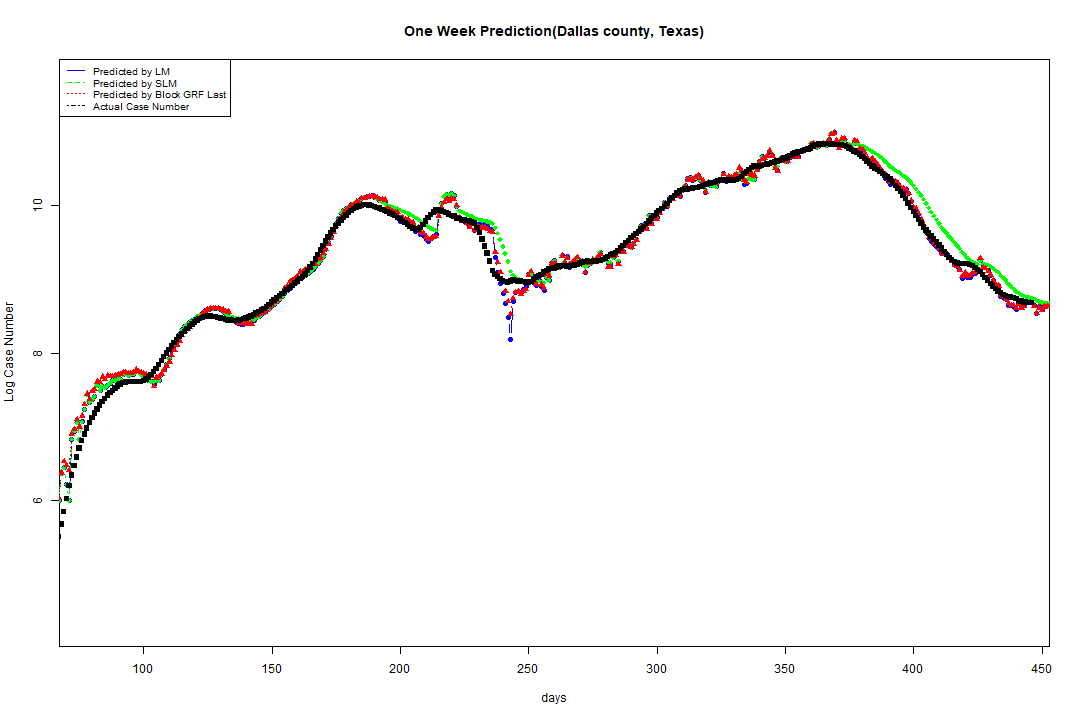 One Week Prediction(Dallas county, Texas)
Predicted by LM
Predicted by SLM
Predicted by Block GRF Last
Actual Case Number
Log Case Number
10
8
6
100 150 200 250 300 350 400 450
days